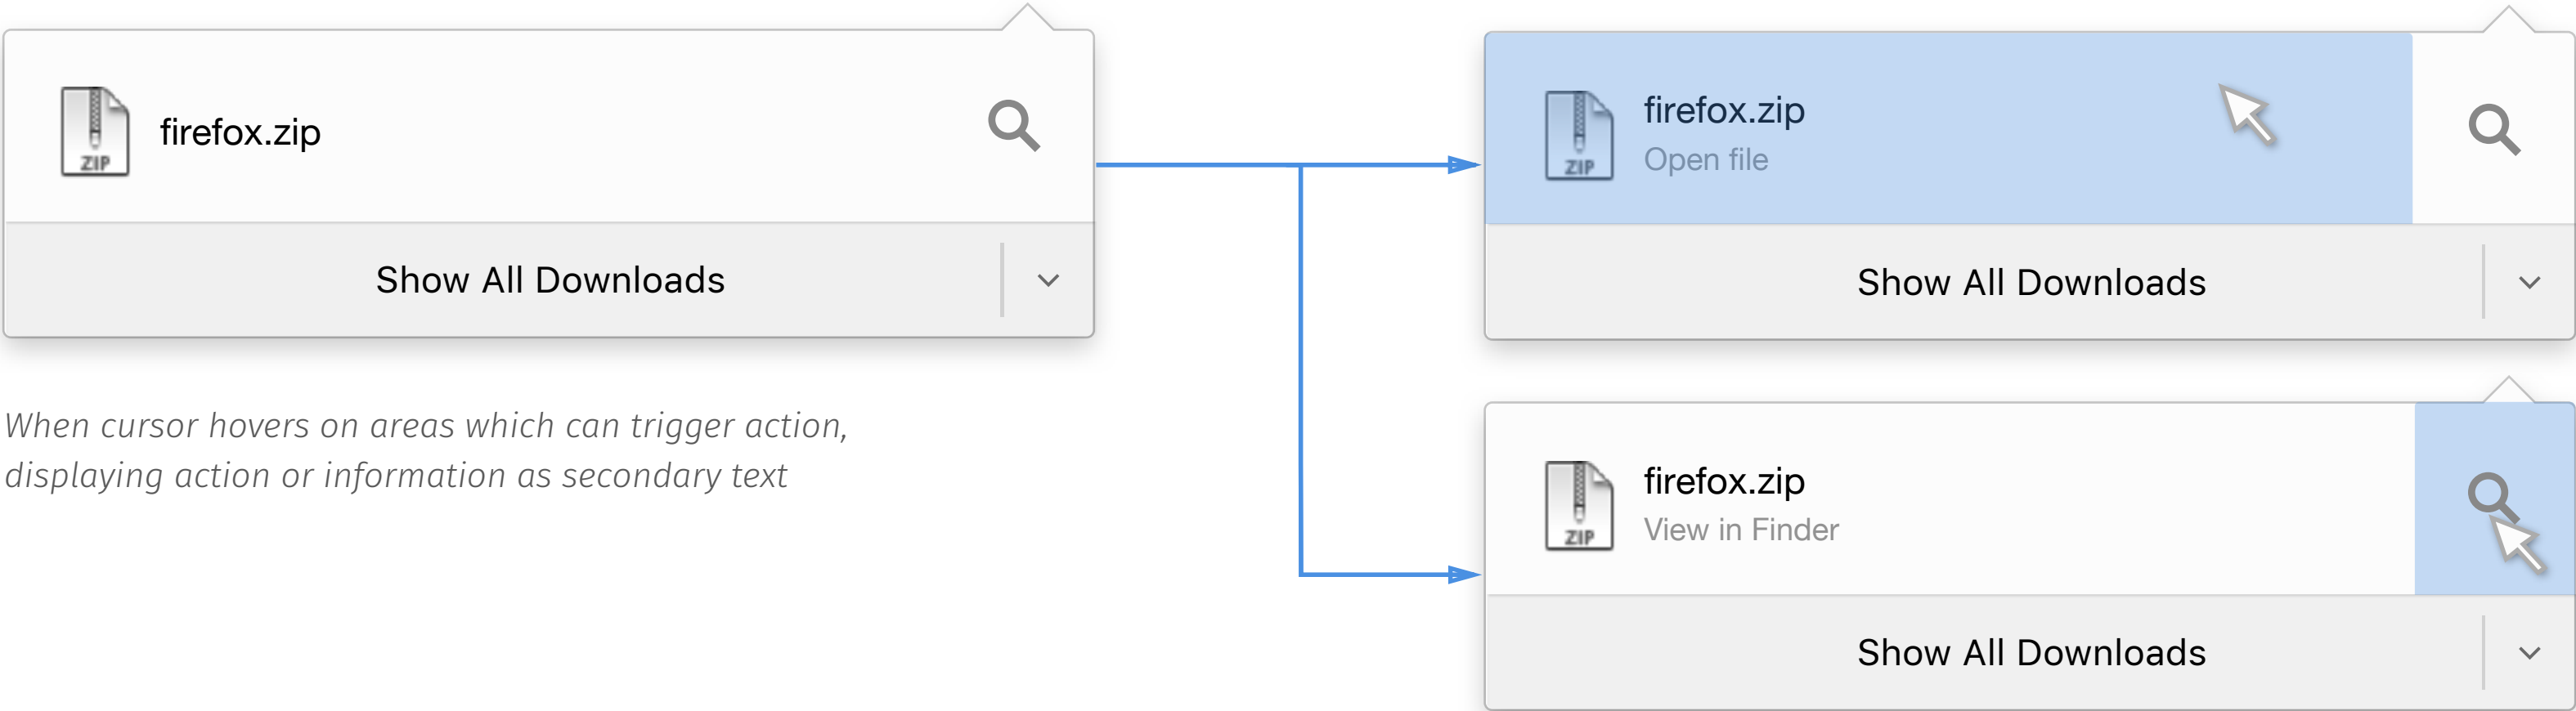 firefox.zip
ZIP
Show All Downloads
When cursor hovers on areas which can trigger action,
displaying action or information as secondary text
firefox.zip
Open file
ZIP
Show All Downloads
firefox.zip
View in Finder
ZIP
Show All Downloads